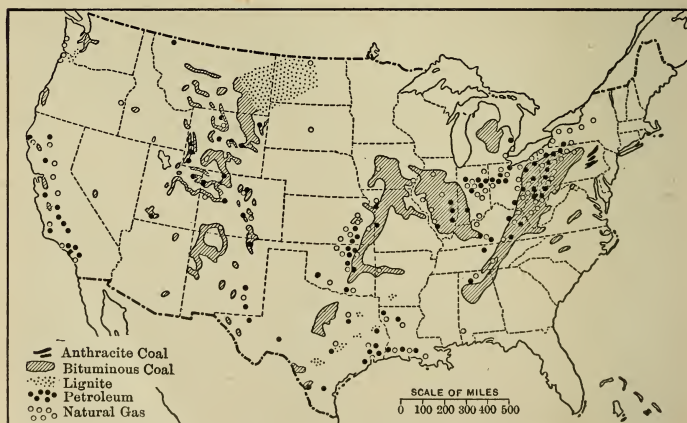 Anthracite Coal
Bituminous Coal
Lignite
Petroleum
Natural Gas
SCALE OF MILES
0 100 200 300 400 500